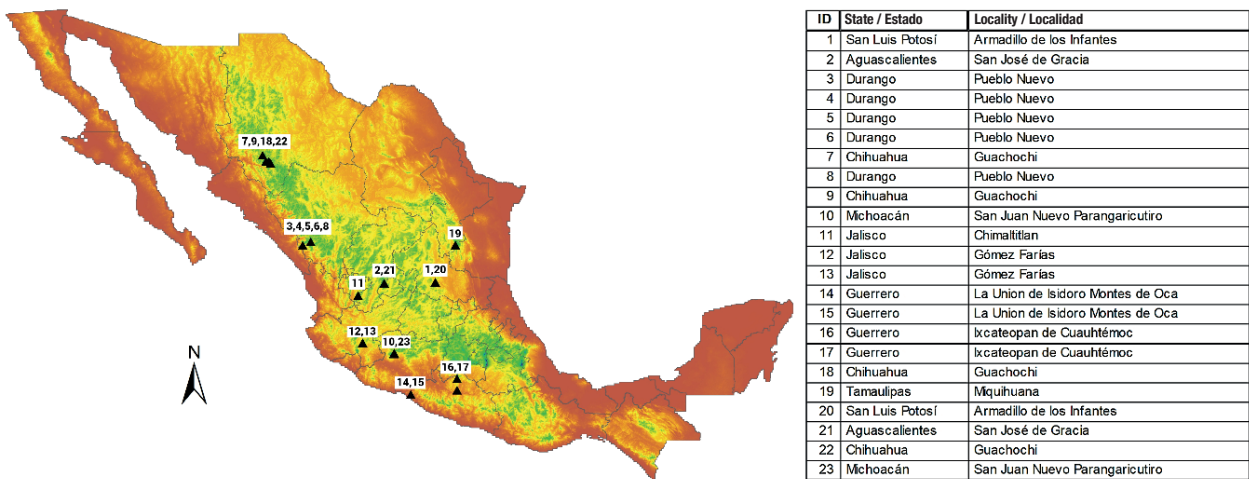 7,9,18,22
3,4,5,6,8
19
2,21
1,20
11
12,13
10,23
16,17
14,15
N
ID State / Estado Locality / Localidad
1 San Luis Potosí Armadillo de los Infantes
2 Aguascalientes San José de Gracia
3 Durango Pueblo Nuevo
4 Durango Pueblo Nuevo
5 Durango Pueblo Nuevo
6 Durango Pueblo Nuevo
7 Chihuahua Guachochi
8 Durango Pueblo Nuevo
9 Chihuahua Guachochi
10 Michoacán San Juan Nuevo Parangaricutiro
11 Jalisco Chimaltitlan
12 Jalisco Gómez Farías
13 Jalisco Gómez Farías
14 Guerrero La Union de Isidoro Montes de Oca
15 Guerrero La Union de Isidoro Montes de Oca
16 Guerrero Ixcateopan de Cuauhtémoc
17 Guerrero Ixcateopan de Cuauhtémoc
18 Chihuahua Guachochi
19 Tamaulipas Miquihuana
20 San Luis Potosí Armadillo de los Infantes
21 Aguascalientes San José de Gracia
22 Chihuahua Guachochi
23 Michoacán San Juan Nuevo Parangaricutiro